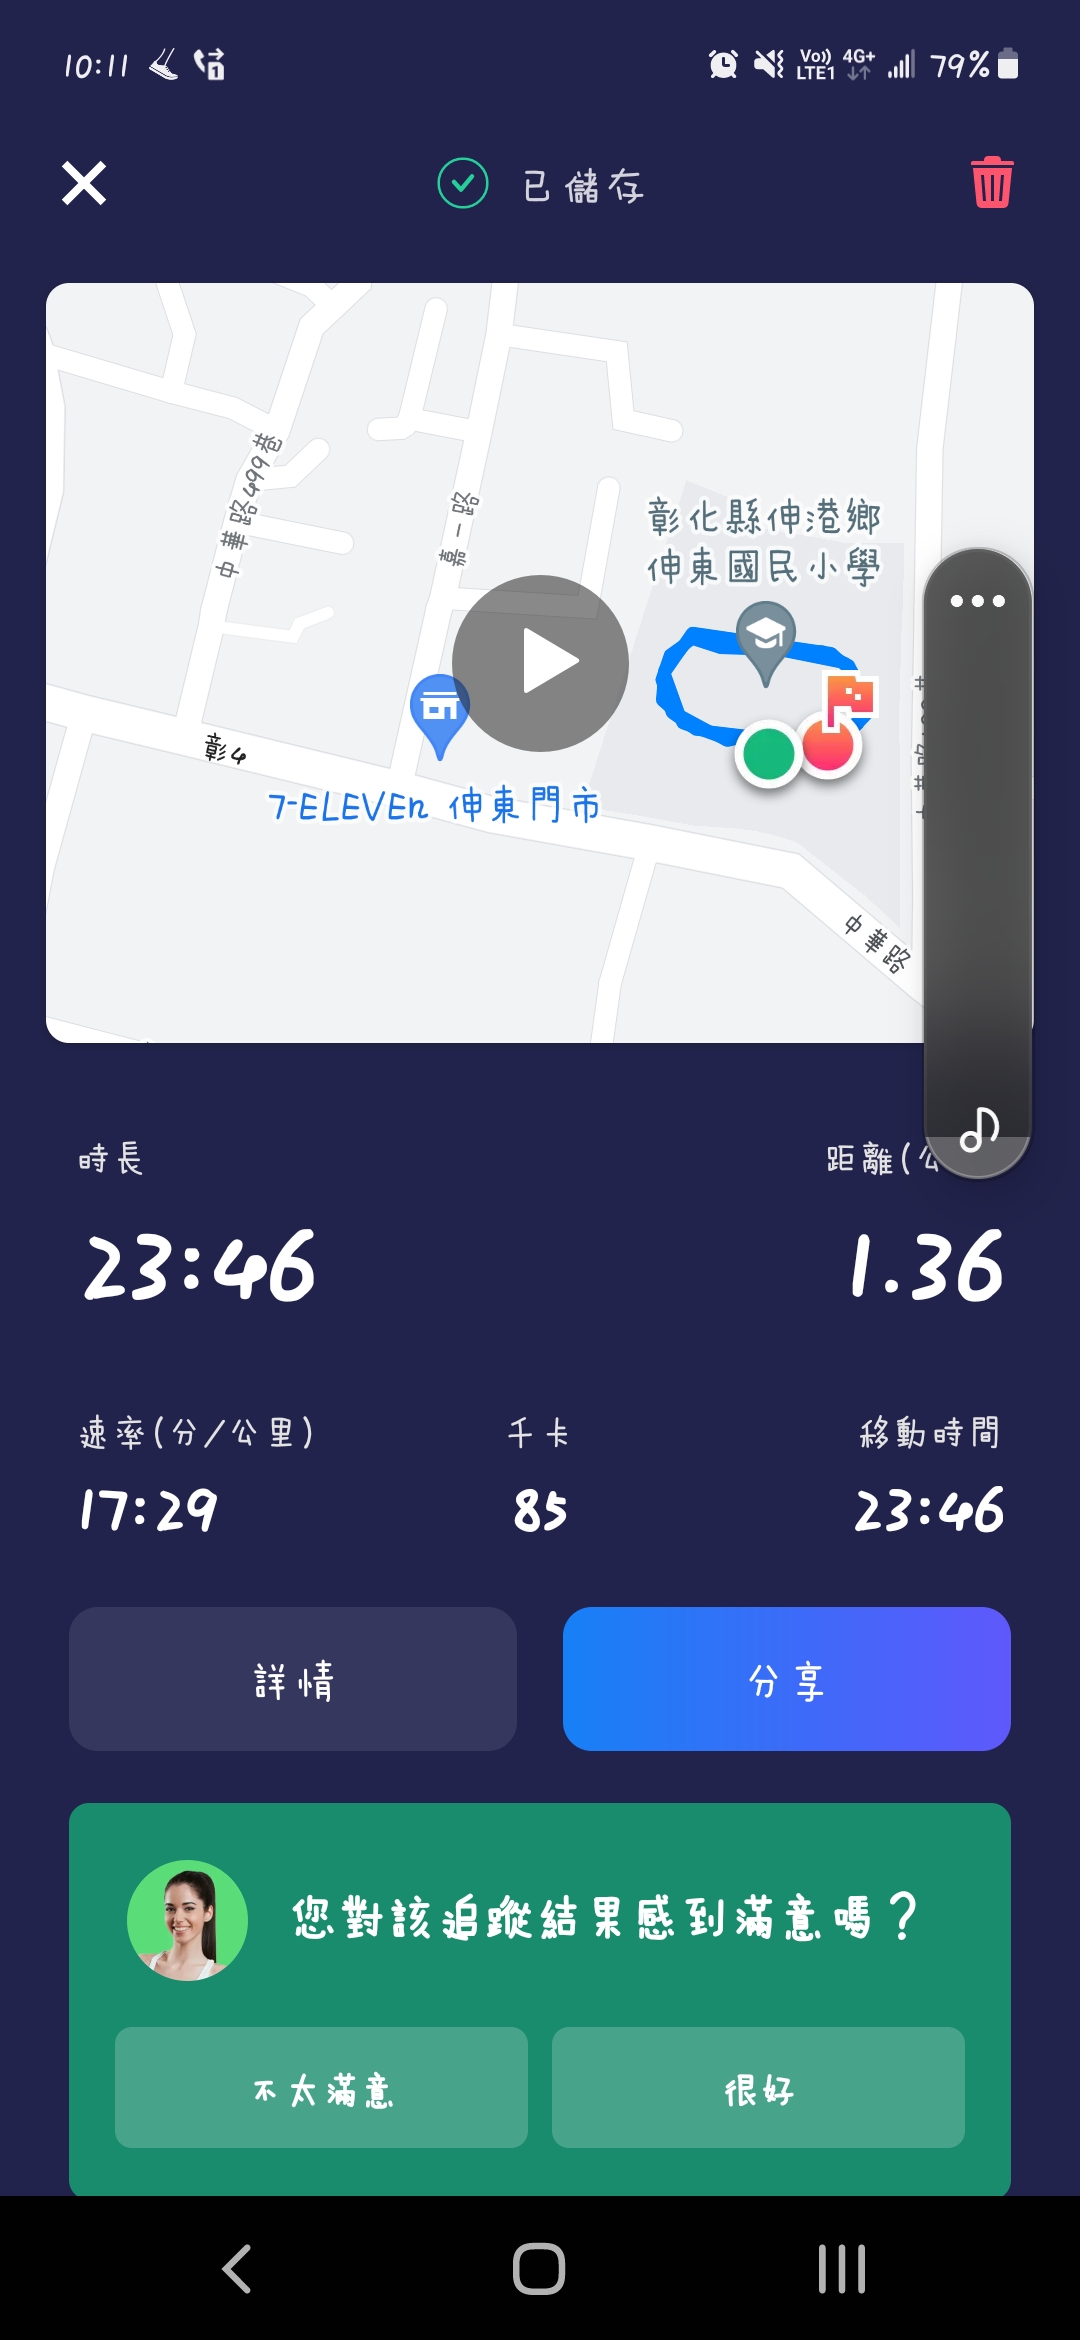 10:11
1
Vo)) LTE1 4G+ 79%
已儲存
中華路499巷
嘉一路
彰化縣伸港鄉
伸東國民小學
彰4
7-ELEVEn 伸東門市
中華路
時長
距離(公
23:46
1.36
速率(分/公里)
千卡
移動時間
17:29
85
23:46
詳情
分享
您對該追蹤結果感到滿意嗎?
不太滿意
很好